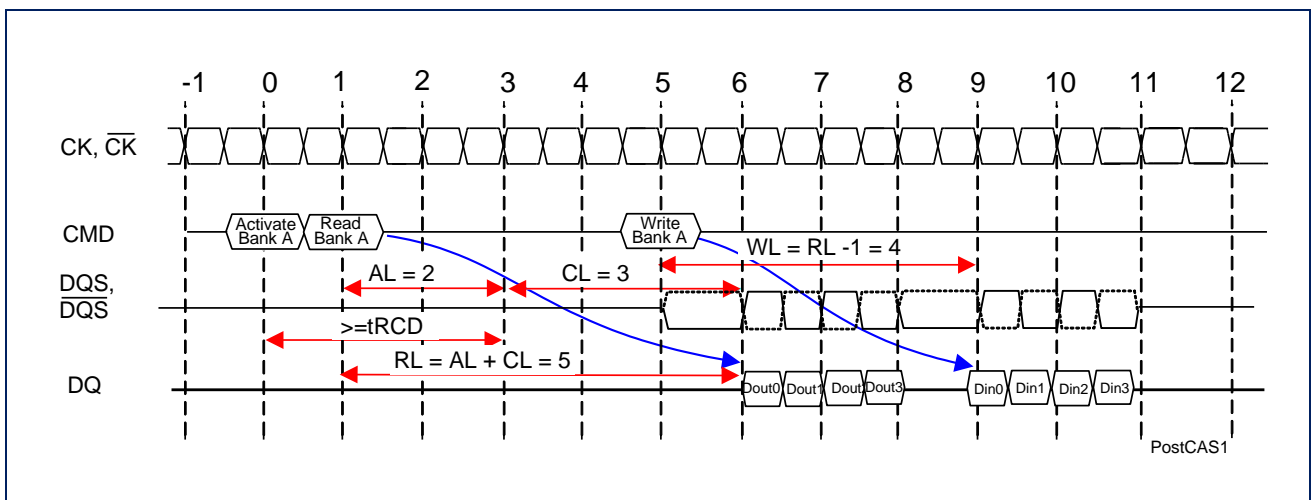 -1 0 1 2 3 4 5 6 7 8 9 10 11 12
CK, CK
Activate
Bank A
Read
Bank A
Write
Bank A
CMD
WL = RL -1 = 4
AL = 2
CL = 3
DQS,
DQS
>=tRCD
RL = AL + CL = 5
DQ
Dout0 Dout1 Dout Dout3 Din0 Din1 Din2 Din3
PostCAS1